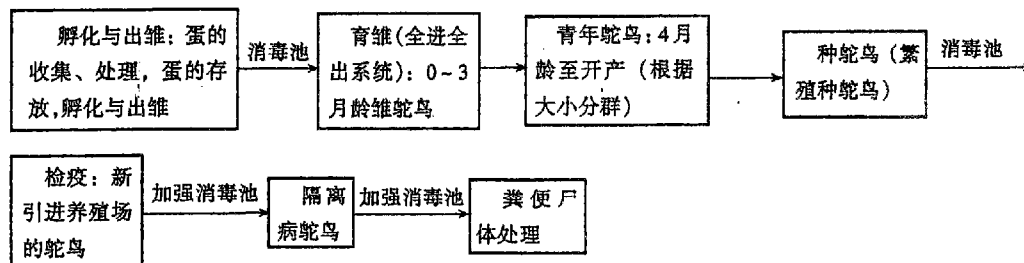 孵化与出雏：蛋的
收集、处理，蛋的存
放,孵化与出雏
消毒池
育雏(全进全
出系统)：0~3
月龄雏鸵鸟
青年鸵鸟:4月
龄至开产（根据
大小分群）
种鸵鸟（繁
殖种鸵鸟）
消毒池
检疫：新
引进养殖场
的鸵鸟
加强消毒池
隔离
病鸵鸟
加强消毒池
粪便尸
体处理